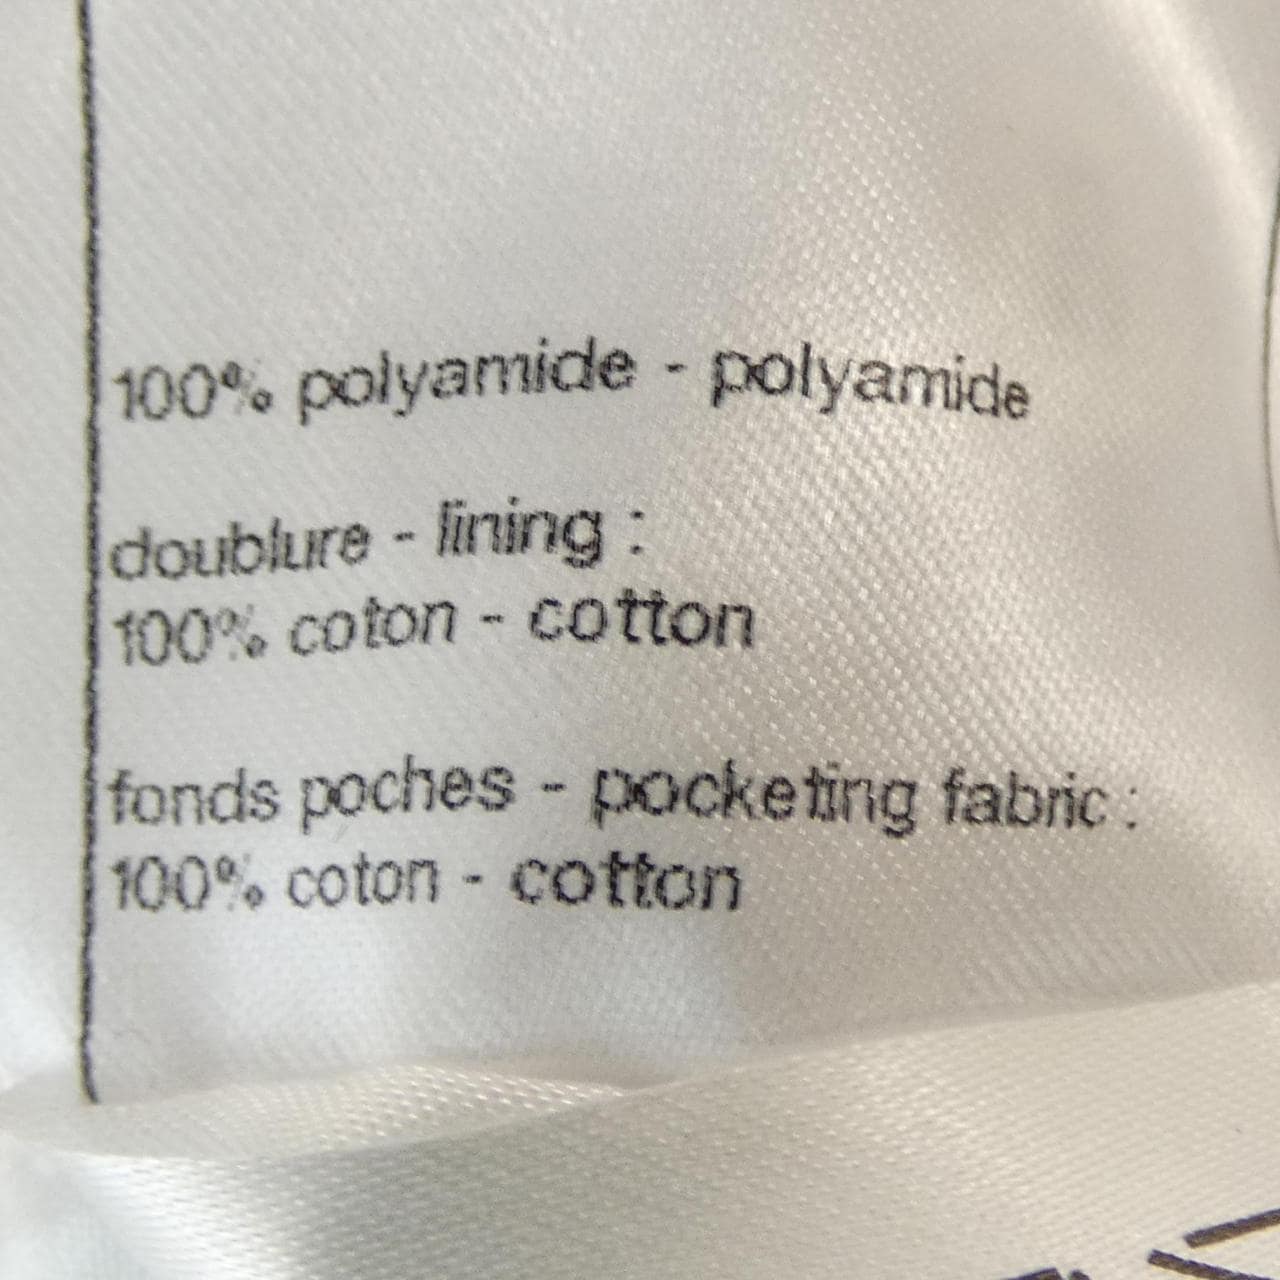 100% polyamide - polyamide
doublure - lining :
100% coton - cotton
fonds poches - pocketing fabric :
100% coton - cotton